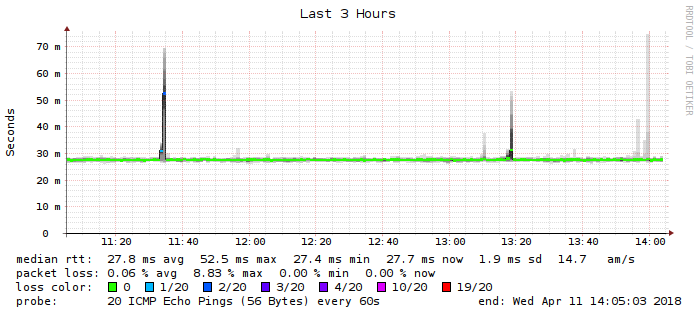 Last 3 Hours
RRDTOOL / TOBI OETIKER
Seconds
70 m
60 m
50 m
40 m
30 m
20 m
10 m
0
11:20 11:40 12:00 12:20 12:40 13:00 13:20 13:40 14:00
median rtt: 27.8 ms avg 52.5 ms max 27.4 ms min 27.7 ms now 1.9 ms sd 14.7 am/s
packet loss: 0.06 % avg 8.83 % max 0.00 % min 0.00 % now
loss color: 0 1/20 2/20 3/20 4/20 10/20 19/20
probe: 20 ICMP Echo Pings (56 Bytes) every 60s end: Wed Apr 11 14:05:03 2018